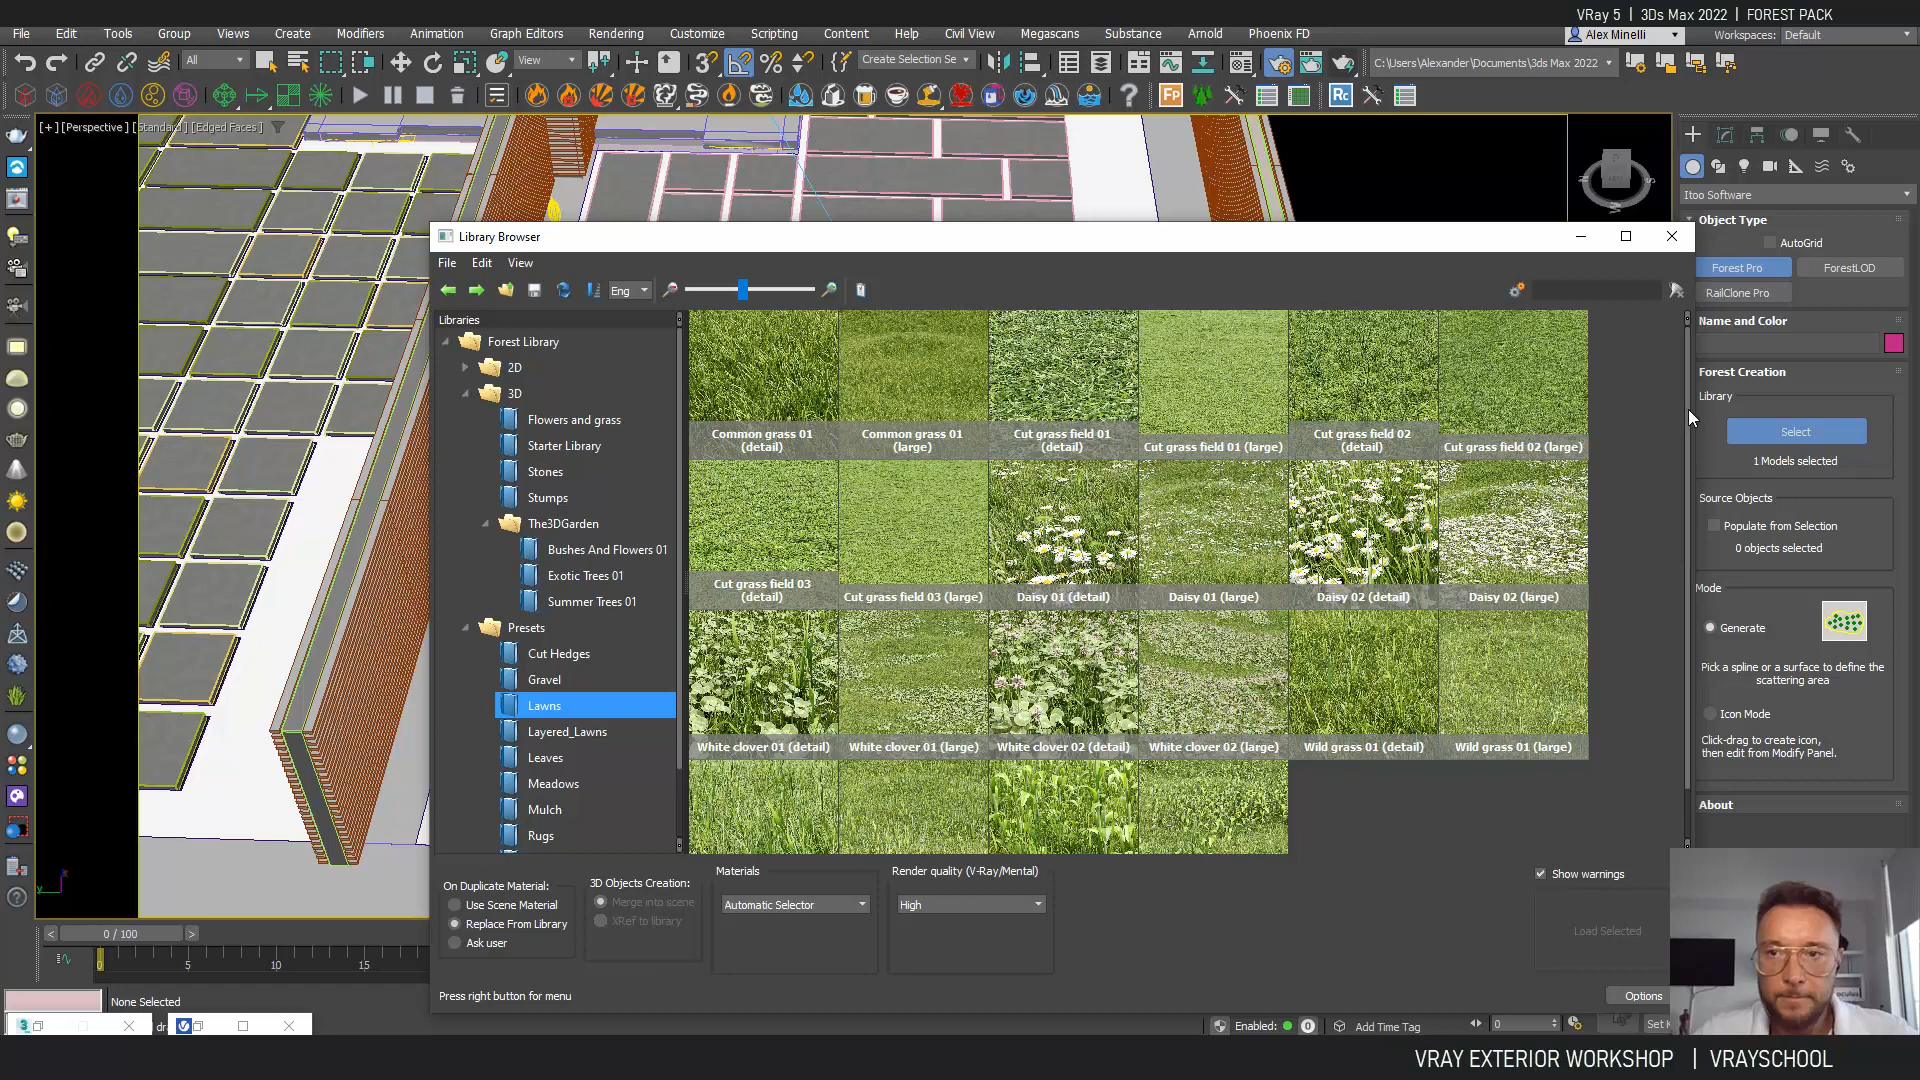 VRay 5 | 3Ds Max 2022 | FOREST PACK
File Edit Tools Group Views Create Modifiers Animation Graph Editors Rendering Customize Scripting Content Help Civil View Megascans Substance Arnold Phoenix FD
Alex Minelli Workspaces: Default
All View Create Selection Se C:\Users\Alexander\Documents\3ds Max 2022
Fp Rc
[+] [Perspective ] [Standard ] [Edged Faces ]
Itoo Software
Object Type
AutoGrid
Forest Pro ForestLOD
RailClone Pro
Name and Color
Forest Creation
Library
Select
1 Models selected
Source Objects
Populate from Selection
0 objects selected
Mode
Generate
Pick a spline or a surface to define the
scattering area
Icon Mode
Click-drag to create icon,
then edit from Modify Panel.
About
Library Browser
File Edit View
Eng
Libraries
Forest Library
2D
3D
Flowers and grass
Starter Library
Stones
Stumps
The3DGarden
Bushes And Flowers 01
Exotic Trees 01
Summer Trees 01
Presets
Cut Hedges
Gravel
Lawns
Layered_Lawns
Leaves
Meadows
Mulch
Rugs
Common grass 01
(detail)
Common grass 01
(large)
Cut grass field 01
(detail)
Cut grass field 01 (large)
Cut grass field 02
(detail)
Cut grass field 02 (large)
Cut grass field 03
(detail)
Cut grass field 03 (large)
Daisy 01 (detail)
Daisy 01 (large)
Daisy 02 (detail)
Daisy 02 (large)
White clover 01 (detail)
White clover 01 (large)
White clover 02 (detail)
White clover 02 (large)
Wild grass 01 (detail)
Wild grass 01 (large)
On Duplicate Material:
Use Scene Material
Replace From Library
Ask user
3D Objects Creation:
Merge into scene
XRef to library
Materials
Automatic Selector
Render quality (V-Ray/Mental)
High
Show warnings
Load Selected
Press right button for menu
Options
< 0 / 100 >
0 5 10 15
None Selected
Enabled: 0 Add Time Tag 0 Set K
VRAY EXTERIOR WORKSHOP | VRAYSCHOOL